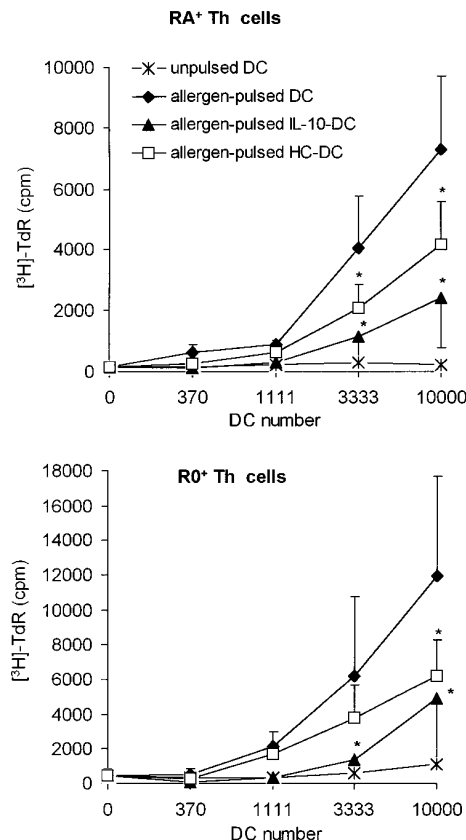 RA⁺ Th cells
10000
8000
6000
4000
2000
0
[³H]-TdR (cpm)
unpulsed DC
allergen-pulsed DC
allergen-pulsed IL-10-DC
allergen-pulsed HC-DC
*
*
*
*
0 370 1111 3333 10000
DC number
R0⁺ Th cells
18000
16000
14000
12000
10000
8000
6000
4000
2000
0
[³H]-TdR (cpm)
*
*
*
0 370 1111 3333 10000
DC number